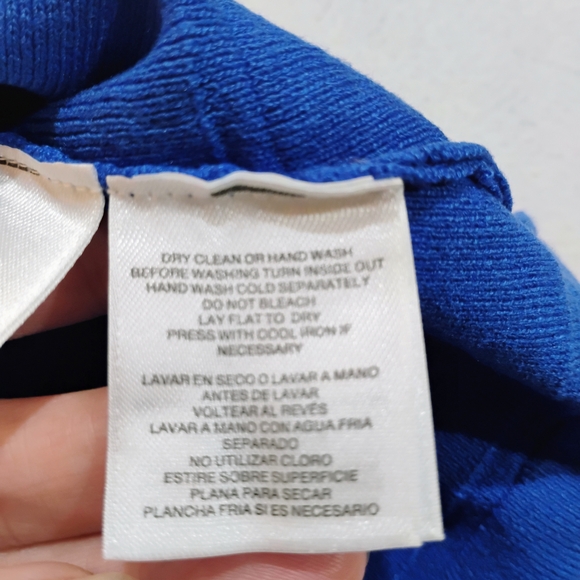 DRY CLEAN OR HAND WASH
BEFORE WASHING TURN INSIDE OUT
HAND WASH COLD SEPARATELY
DO NOT BLEACH
LAY FLAT TO DRY
PRESS WITH COOL IRON IF
NECESSARY
LAVAR EN SECO O LAVAR A MANO
ANTES DE LAVAR
VOLTEAR AL REVES
LAVAR A MANO CON AGUA FRIA
SEPARADO
NO UTILIZAR CLORO
ESTIRE SOBRE SUPERFICIE
PLANA PARA SECAR
PLANCHA FRIA SI ES NECESARIO